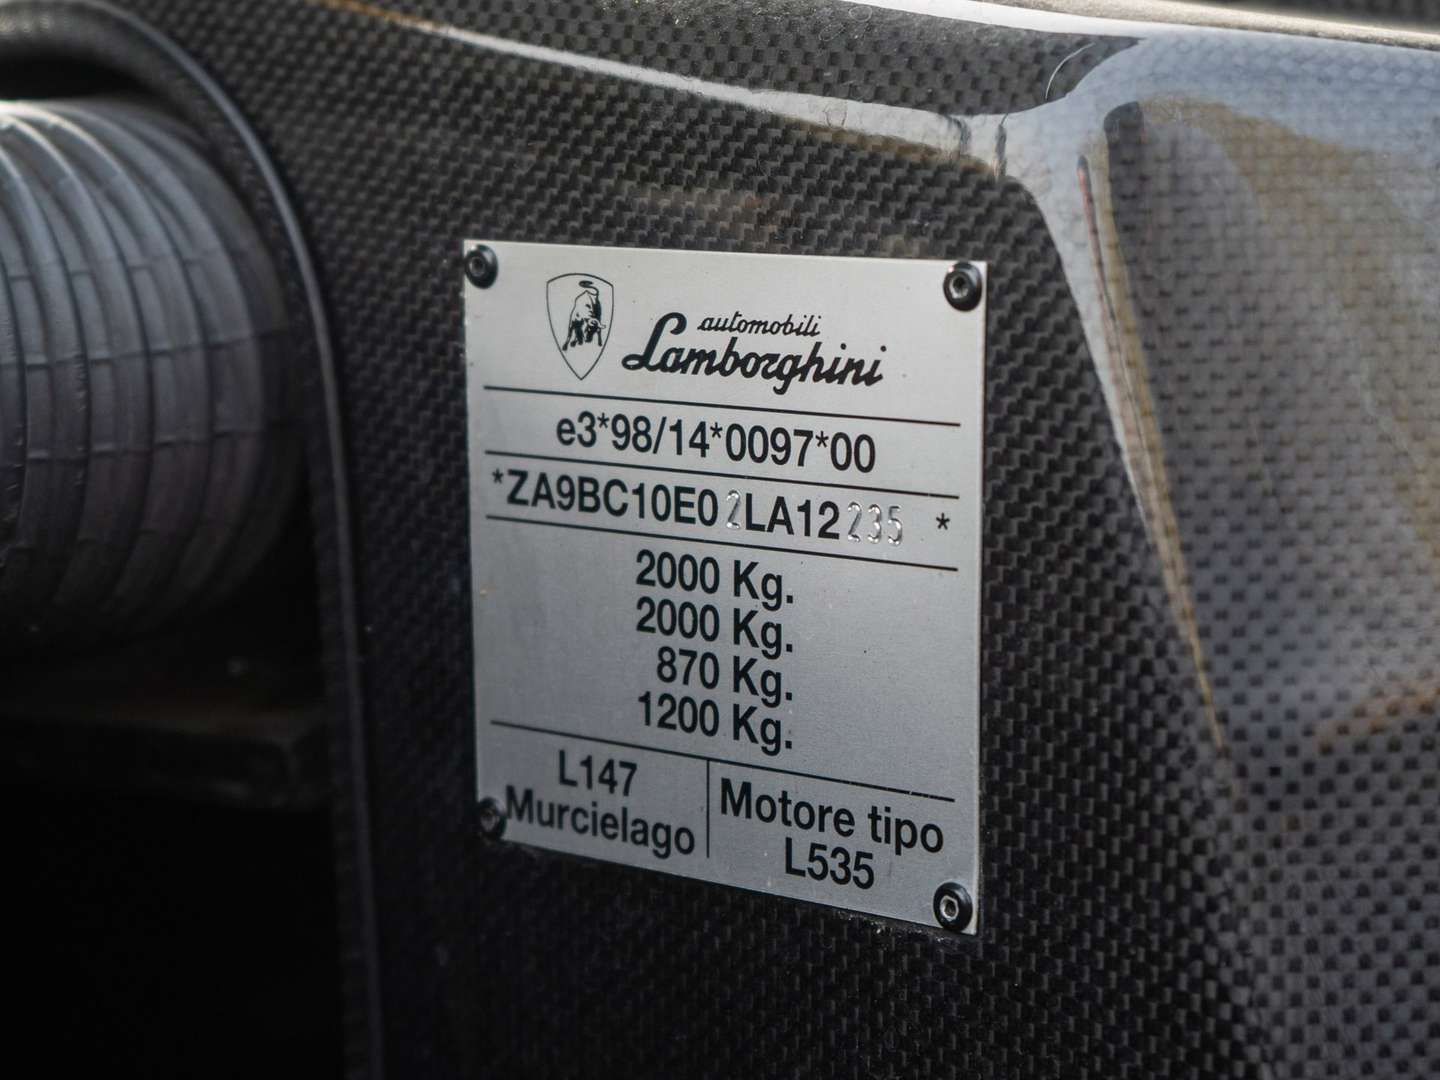 automobili
Lamborghini
e3*98/14*0097*00
*ZA9BC10E02LA12235 *
2000 Kg.
2000 Kg.
870 Kg.
1200 Kg.
L147
Murcielago
Motore tipo
L535